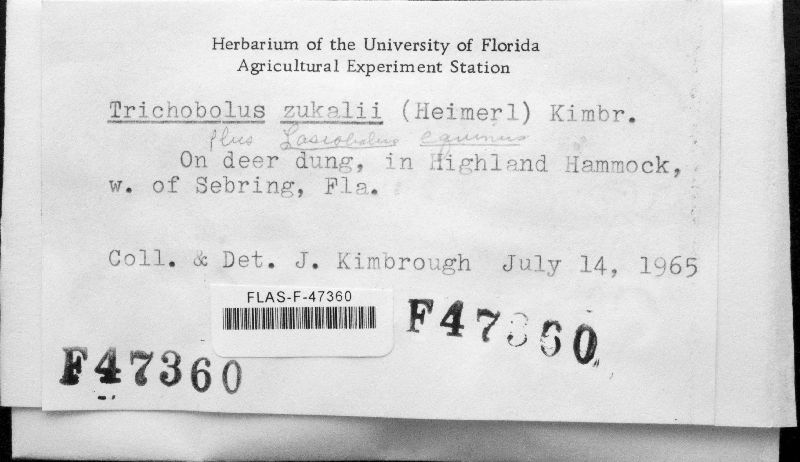 Herbarium of the University of Florida
Agricultural Experiment Station
Trichobolus zukalii (Heimerl) Kimbr.
plus Lasiobolus equinus
On deer dung, in Highland Hammock,
w. of Sebring, Fla.
Coll. & Det. J. Kimbrough July 14, 1965
FLAS-F-47360
F47360
F47360